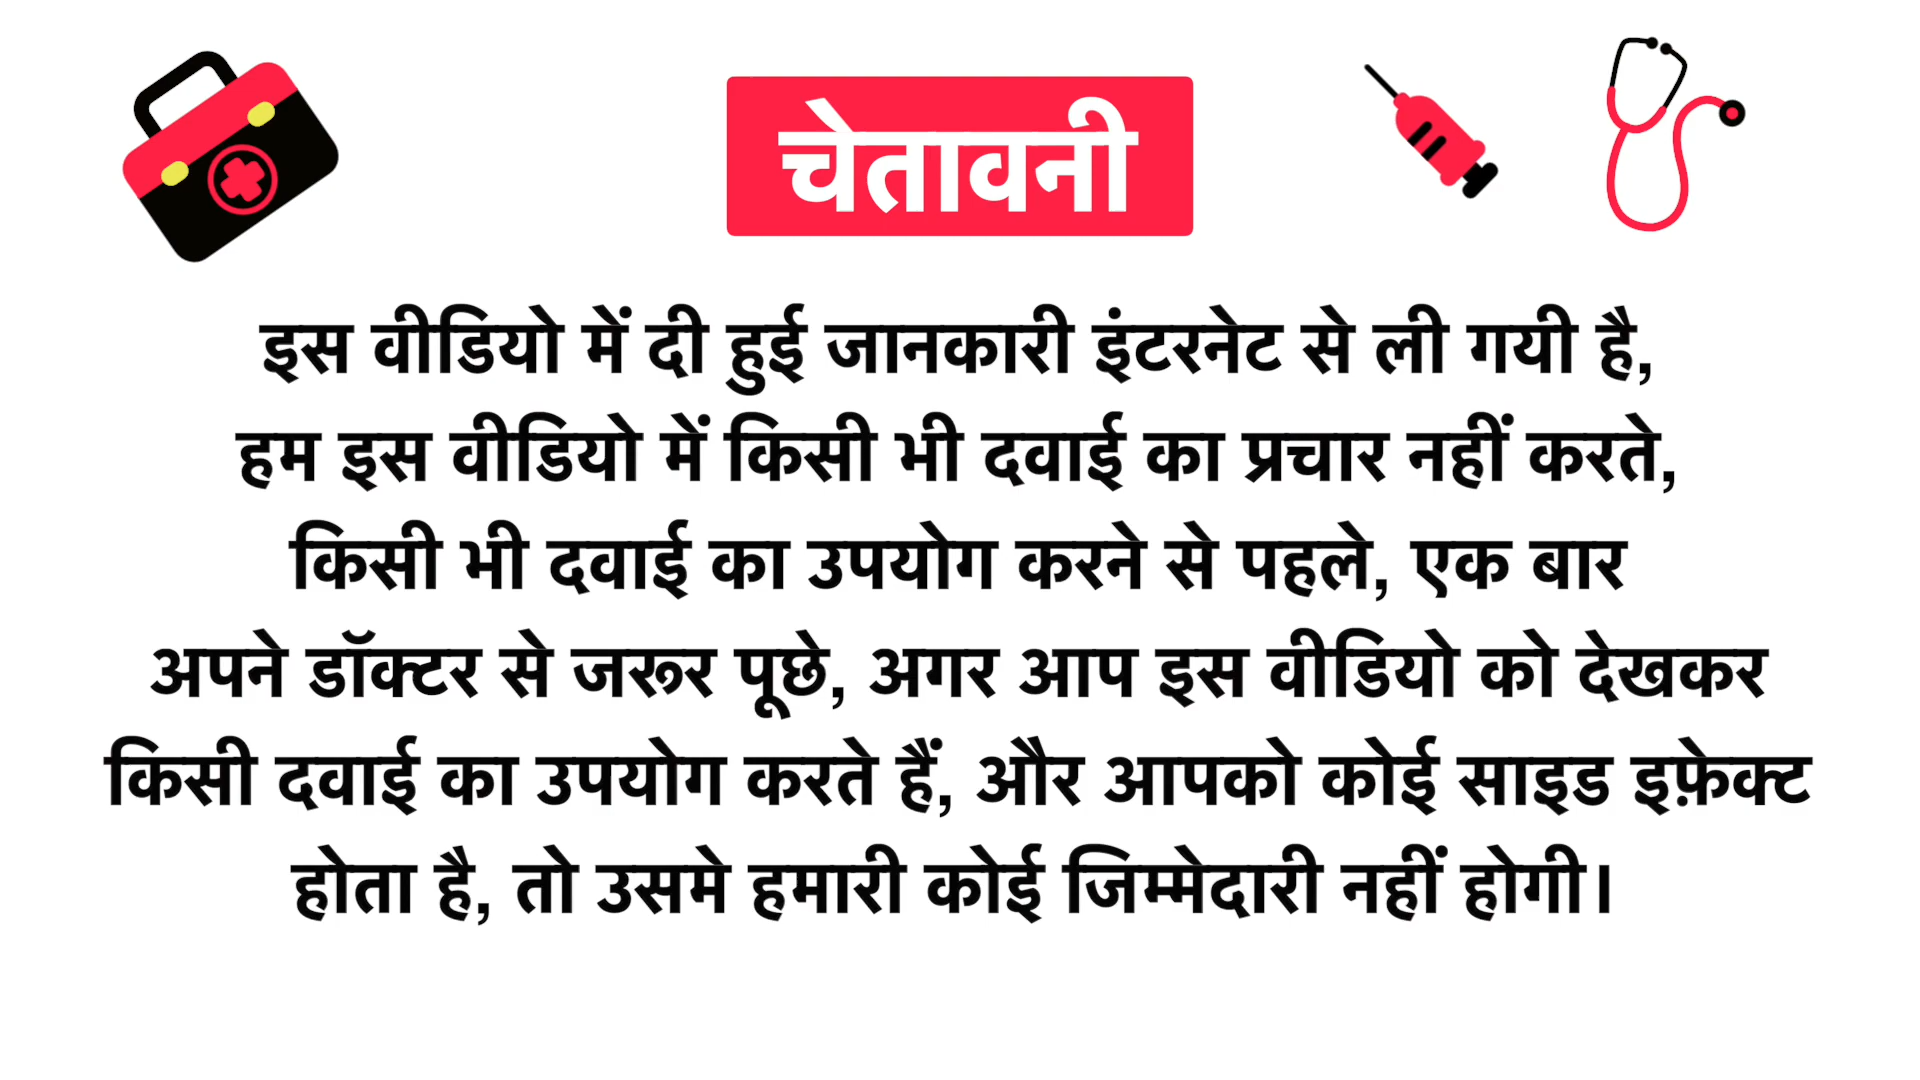 चेतावनी
इस वीडियो में दी हुई जानकारी इंटरनेट से ली गयी है,
हम इस वीडियो में किसी भी दवाई का प्रचार नहीं करते,
किसी भी दवाई का उपयोग करने से पहले, एक बार
अपने डॉक्टर से जरूर पूछे, अगर आप इस वीडियो को देखकर
किसी दवाई का उपयोग करते हैं, और आपको कोई साइड इफ़ेक्ट
होता है, तो उसमे हमारी कोई जिम्मेदारी नहीं होगी।